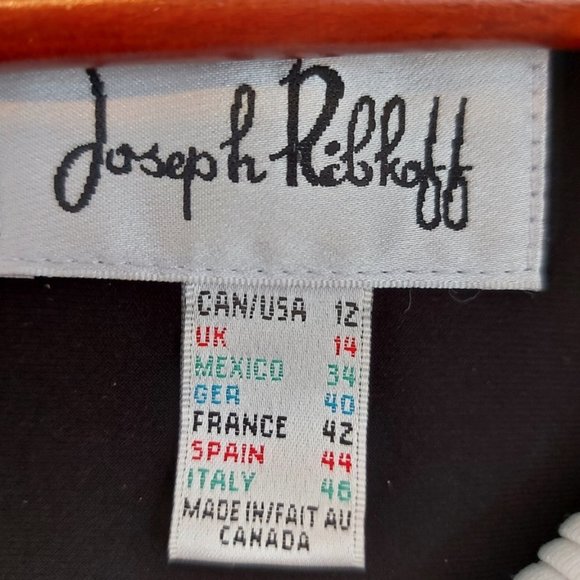 Joseph Ribkoff
CAN/USA 12
UK 14
MEXICO 34
GER 40
FRANCE 42
SPAIN 44
ITALY 46
MADE IN/FAIT AU
CANADA